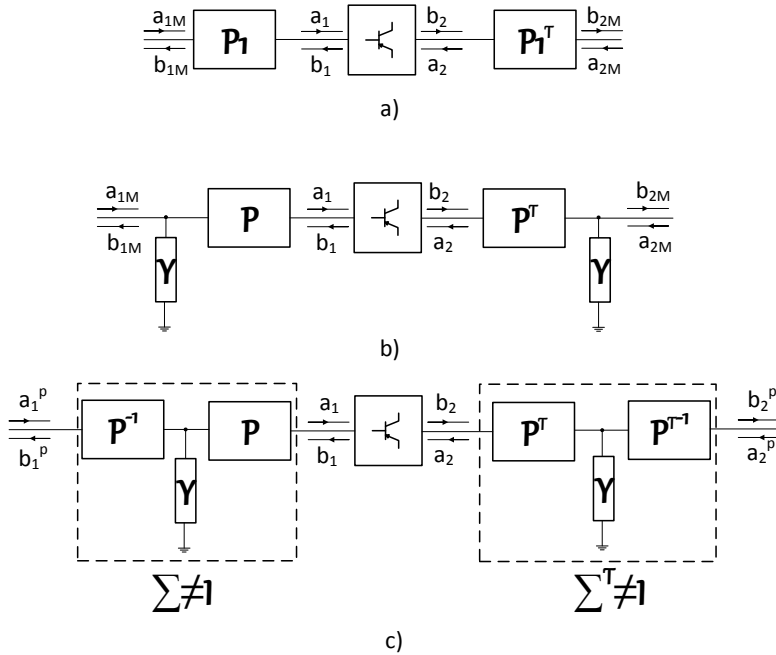 a₁M a₁ b₂ b₂M
P₁ P₁ᵀ
b₁M b₁ a₂ a₂M
a)
a₁M a₁ b₂ b₂M
P Pᵀ
b₁M b₁ a₂ a₂M
Y Y
b)
a₁ᵖ a₁ b₂ b₂ᵖ
P⁻¹ P Pᵀ Pᵀ⁻¹
b₁ᵖ b₁ a₂ a₂ᵖ
Y Y
∑≠1 ∑ᵀ≠1
c)